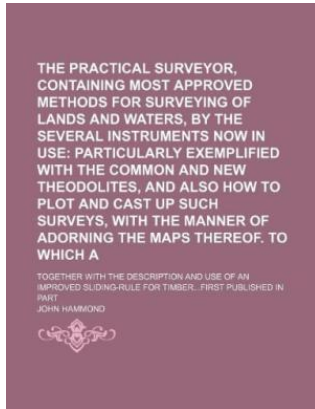 THE PRACTICAL SURVEYOR,
CONTAINING MOST APPROVED
METHODS FOR SURVEYING OF
LANDS AND WATERS, BY THE
SEVERAL INSTRUMENTS NOW IN
USE: PARTICULARLY EXEMPLIFIED
WITH THE COMMON AND NEW
THEODOLITES, AND ALSO HOW TO
PLOT AND CAST UP SUCH
SURVEYS, WITH THE MANNER OF
ADORNING THE MAPS THEREOF. TO
WHICH A
TOGETHER WITH THE DESCRIPTION AND USE OF AN
IMPROVED SLIDING-RULE FOR TIMBER...FIRST PUBLISHED IN
PART
JOHN HAMMOND